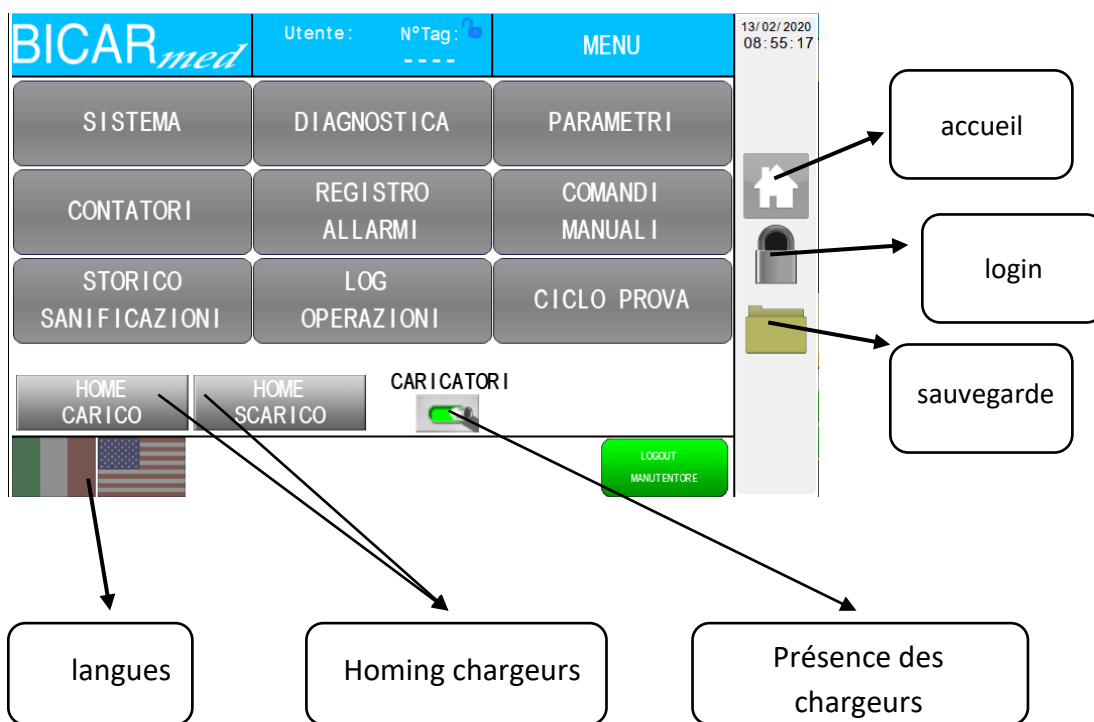 BICARmed
Utente: N°Tag:
----
MENU
13/02/2020
08:55:17
SISTEMA
DIAGNOSTICA
PARAMETRI
accueil
CONTATORI
REGISTRO
ALLARMI
COMANDI
MANUALI
login
STORICO
SANIFICAZIONI
LOG
OPERAZIONI
CICLO PROVA
sauvegarde
HOME
CARICO
HOME
SCARICO
CARICATORI
LOGOUT
MANUTENTORE
langues
Homing chargeurs
Présence des
chargeurs